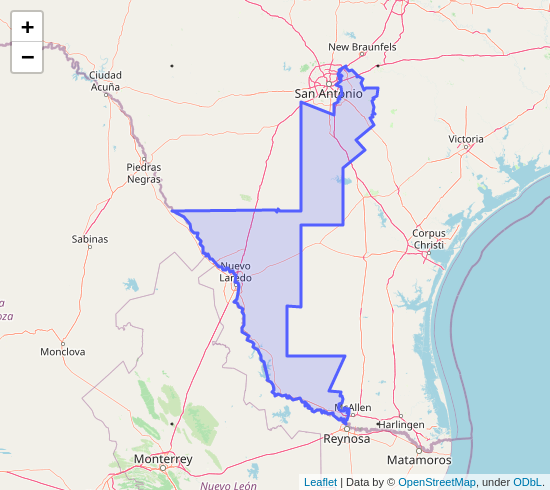 +
−
New Braunfels
Ciudad
Acuña
San Antonio
Victoria
Piedras
Negras
Corpus
Christi
Sabinas
Nuevo
Laredo
oza
Monclova
McAllen
Harlingen
Reynosa
Monterrey
Matamoros
Nuevo León
Leaflet | Data by © OpenStreetMap, under ODbL.